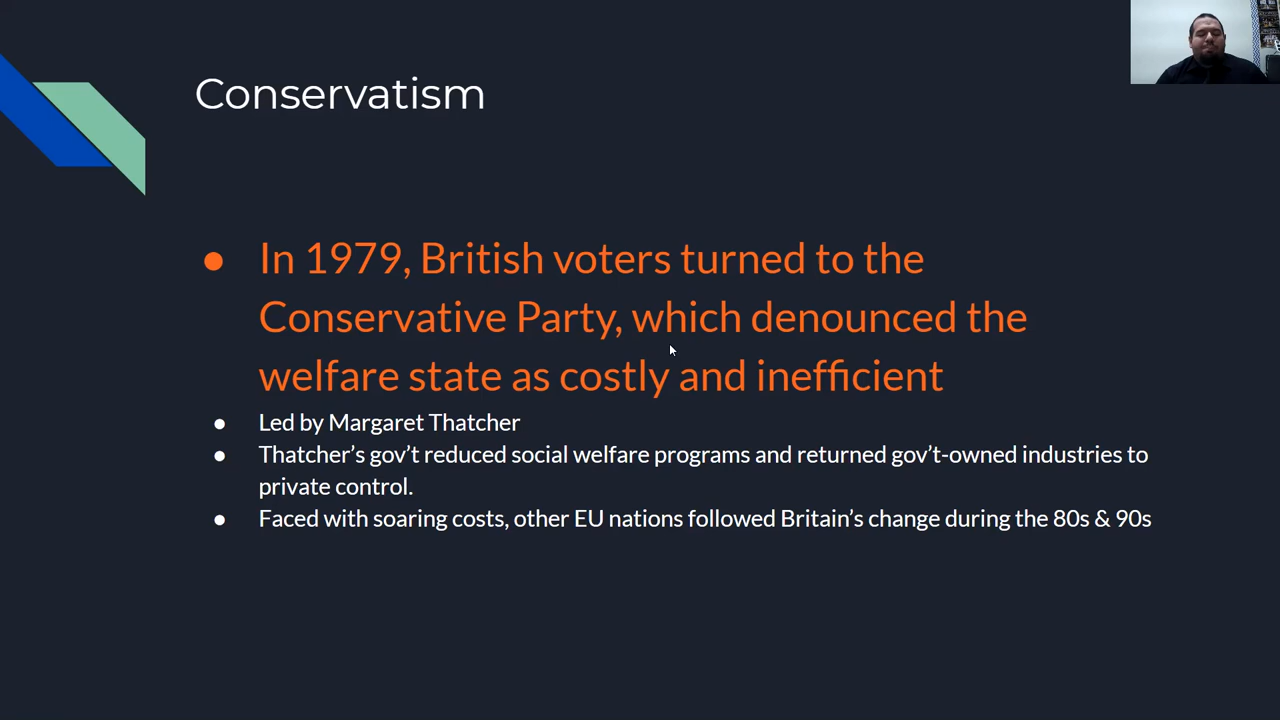 Conservatism
● In 1979, British voters turned to the
Conservative Party, which denounced the
welfare state as costly and inefficient
● Led by Margaret Thatcher
● Thatcher’s gov’t reduced social welfare programs and returned gov’t-owned industries to
private control.
● Faced with soaring costs, other EU nations followed Britain’s change during the 80s & 90s